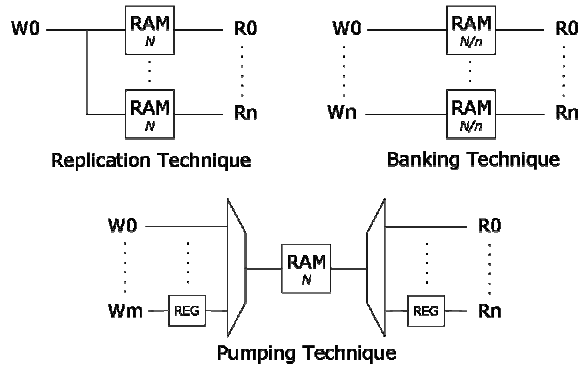 W0 RAM N R0 RAM N/n R0
RAM N Rn Wn RAM N/n Rn
Replication Technique Banking Technique
W0 R0
RAM N
Wm REG REG Rn
Pumping Technique